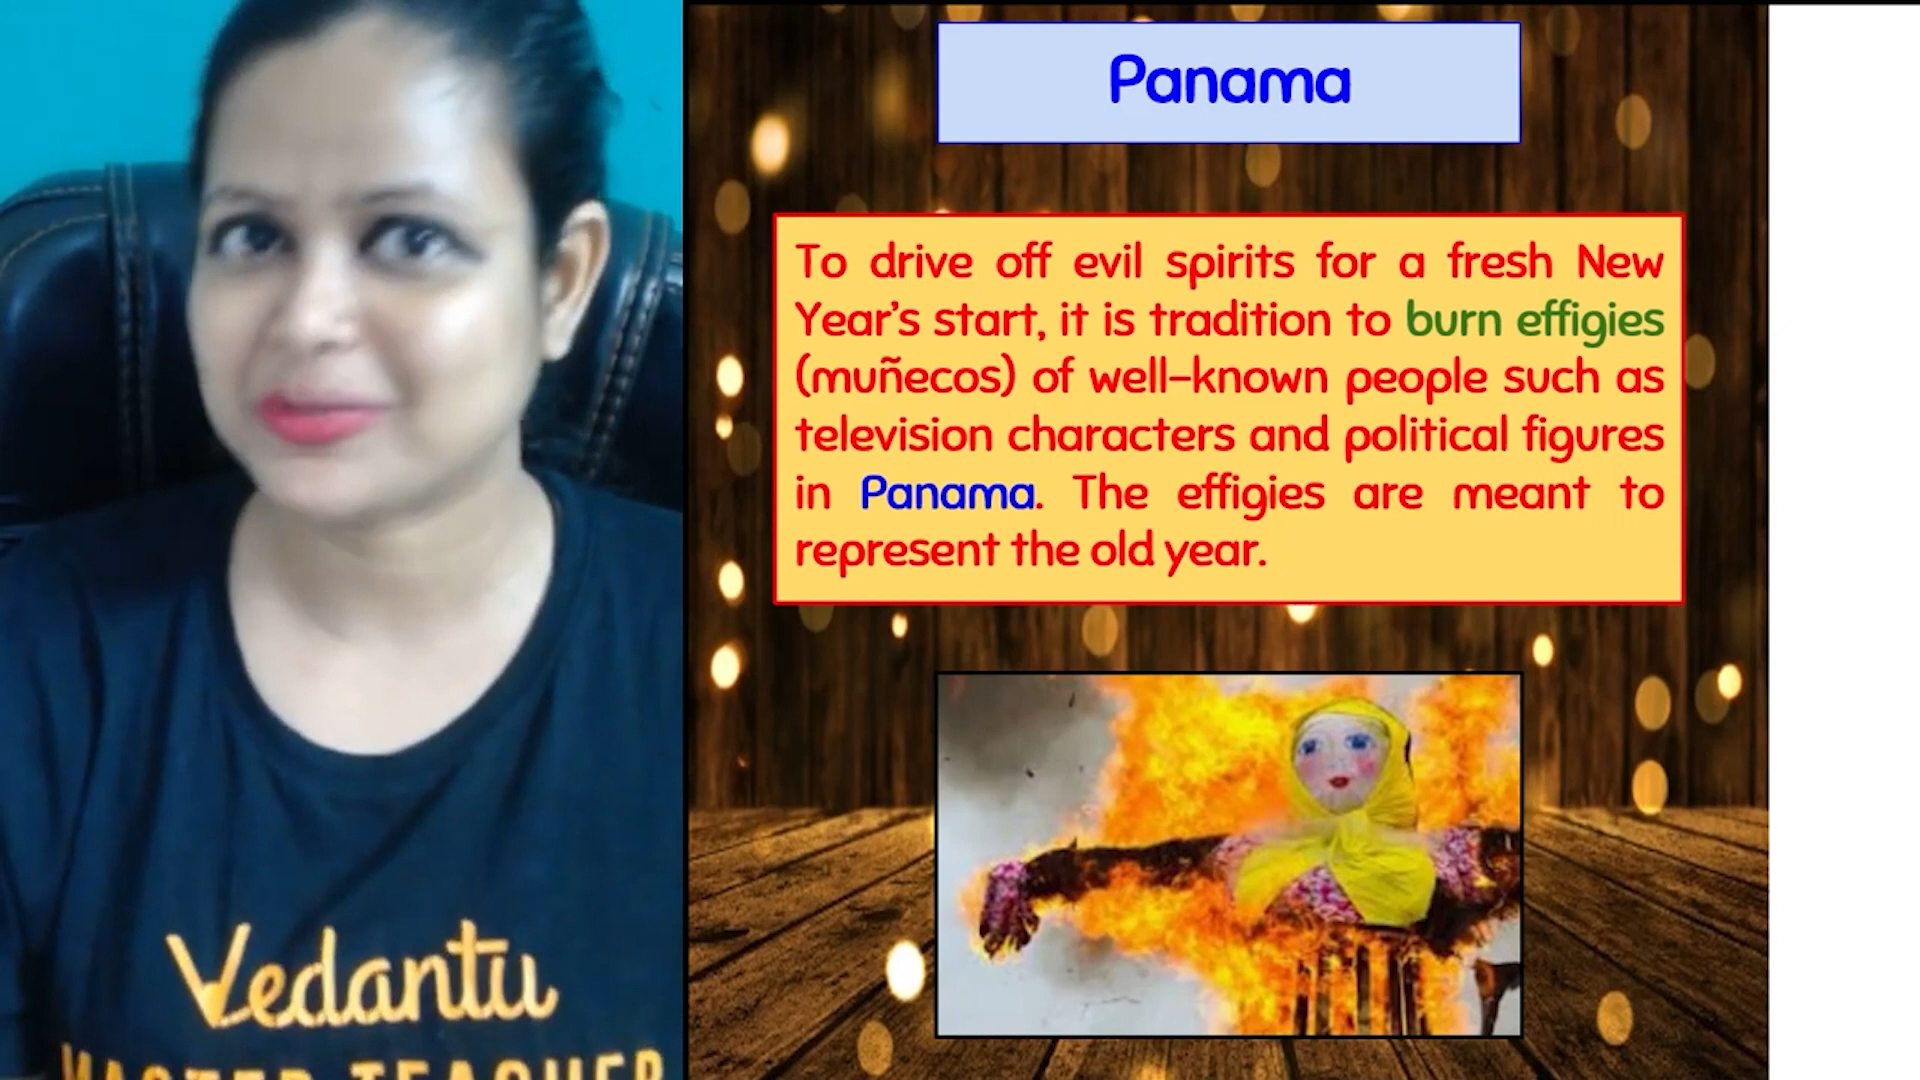 Panama
To drive off evil spirits for a fresh New
Year's start, it is tradition to burn effigies
(muñecos) of well-known people such as
television characters and political figures
in Panama. The effigies are meant to
represent the old year.
Vedantu
MASTER TEACHER